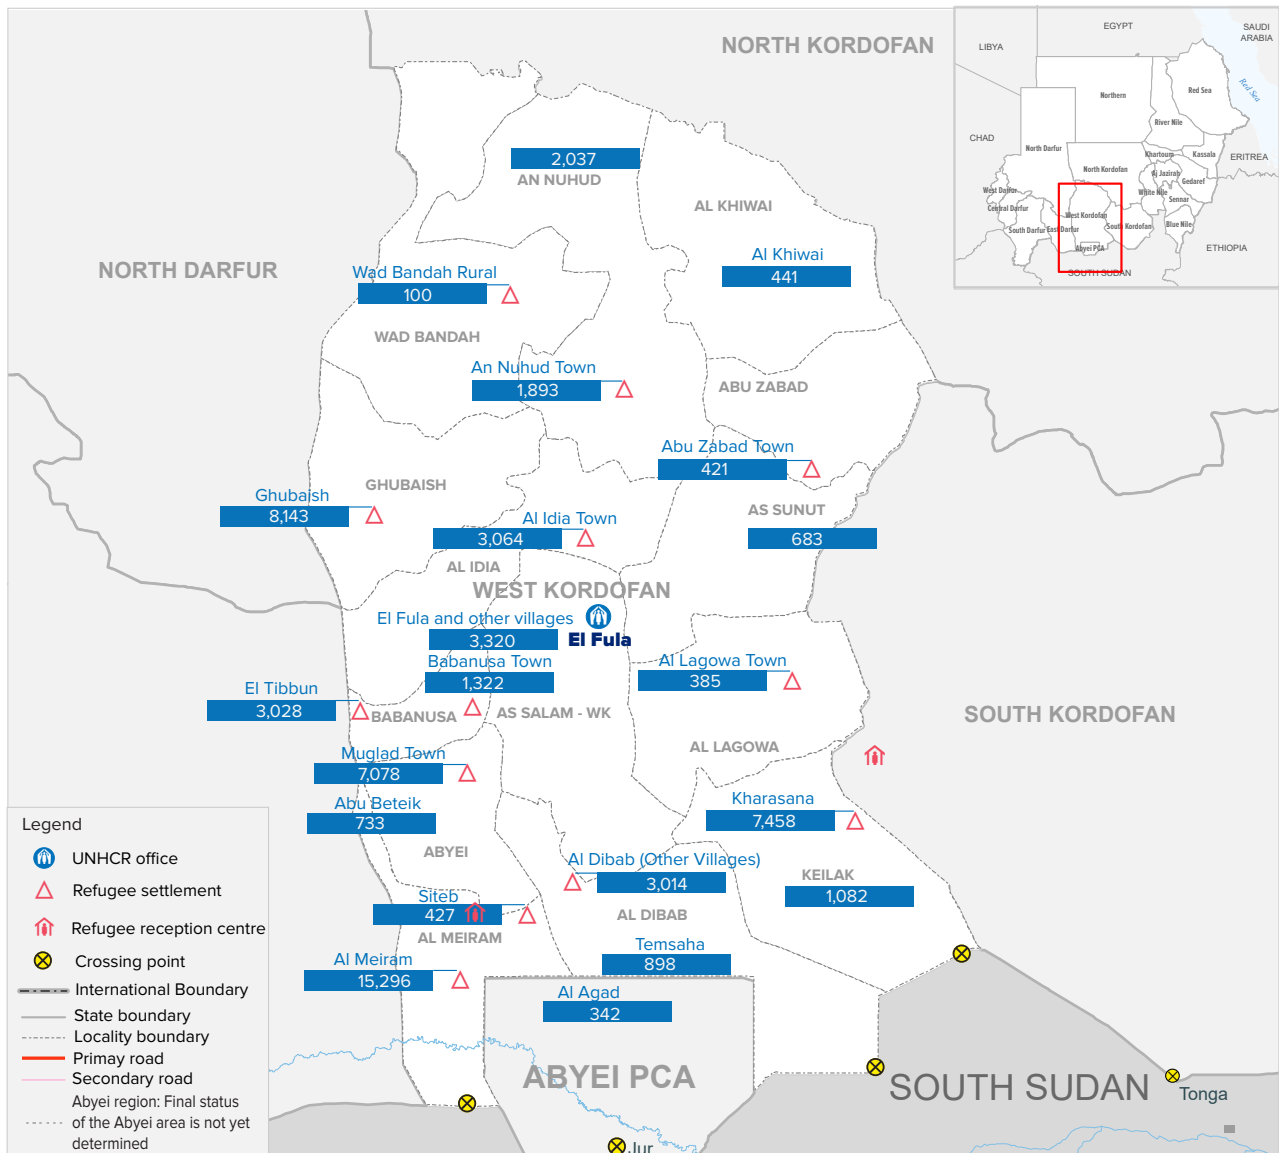 NORTH KORDOFAN
EGYPT
SAUDI
ARABIA
LIBYA
Red Sea
Northern
Red Sea
River Nile
CHAD
North Darfur
Khartoum
Kassala
ERITREA
North Kordofan
Aj Jazirah
Gedaref
West Darfur
White Nile
Sennar
Central Darfur
West Kordofan
South Darfur
East Darfur
South Kordofan
Blue Nile
Abyei PCA
ETHIOPIA
SOUTH SUDAN
2,037
AN NUHUD
AL KHIWAI
Al Khiwai
441
NORTH DARFUR
Wad Bandah Rural
100
WAD BANDAH
An Nuhud Town
1,893
ABU ZABAD
Abu Zabad Town
421
GHUBAISH
Ghubaish
8,143
AS SUNUT
683
Al Idia Town
3,064
AL IDIA
WEST KORDOFAN
El Fula and other villages
3,320
El Fula
Babanusa Town
1,322
Al Lagowa Town
385
El Tibbun
3,028
BABANUSA
AS SALAM - WK
SOUTH KORDOFAN
AL LAGOWA
Muglad Town
7,078
Kharasana
7,458
Abu Beteik
733
ABYEI
Al Dibab (Other Villages)
3,014
KEILAK
1,082
Siteb
427
AL DIBAB
AL MEIRAM
Temsaha
898
Al Meiram
15,296
Al Agad
342
ABYEI PCA
SOUTH SUDAN
Tonga
Jur
Legend
UNHCR office
Refugee settlement
Refugee reception centre
Crossing point
International Boundary
State boundary
Locality boundary
Primay road
Secondary road
Abyei region: Final status
of the Abyei area is not yet
determined